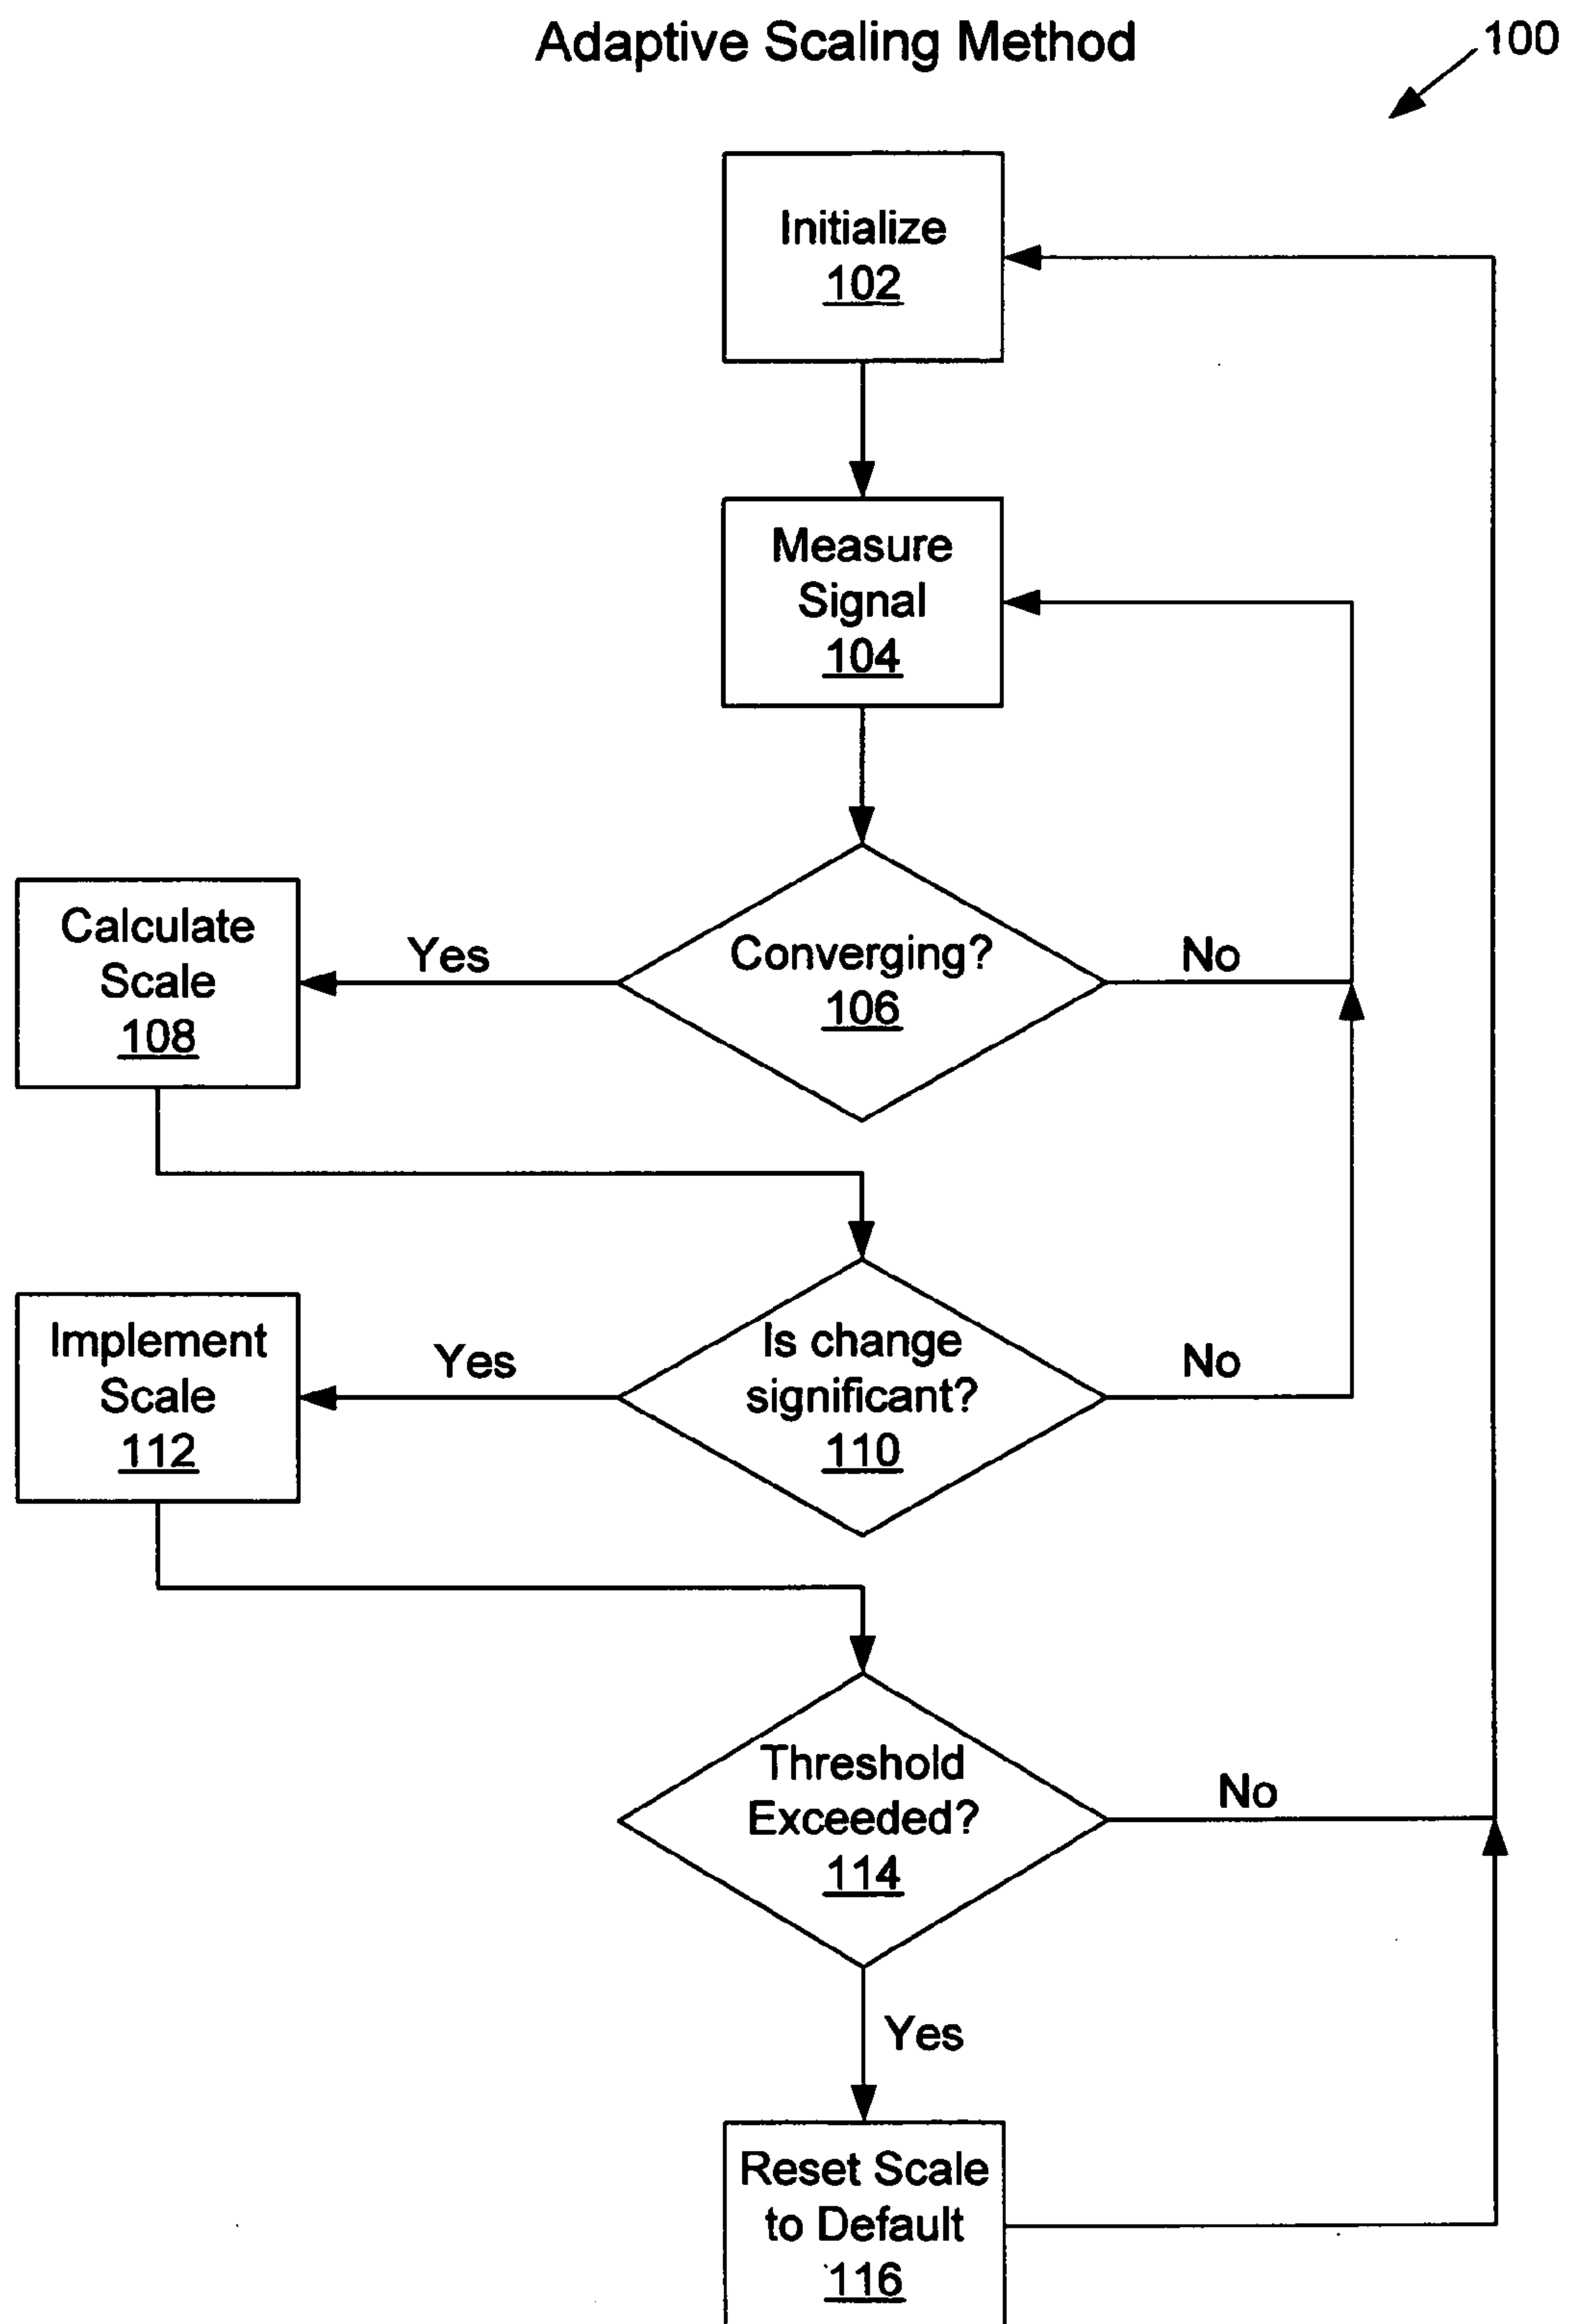 Adaptive Scaling Method
100
Initialize
102
Measure
Signal
104
Converging?
106
Yes
No
Calculate
Scale
108
Is change
significant?
110
Yes
No
Implement
Scale
112
Threshold
Exceeded?
114
No
Yes
Reset Scale
to Default
116